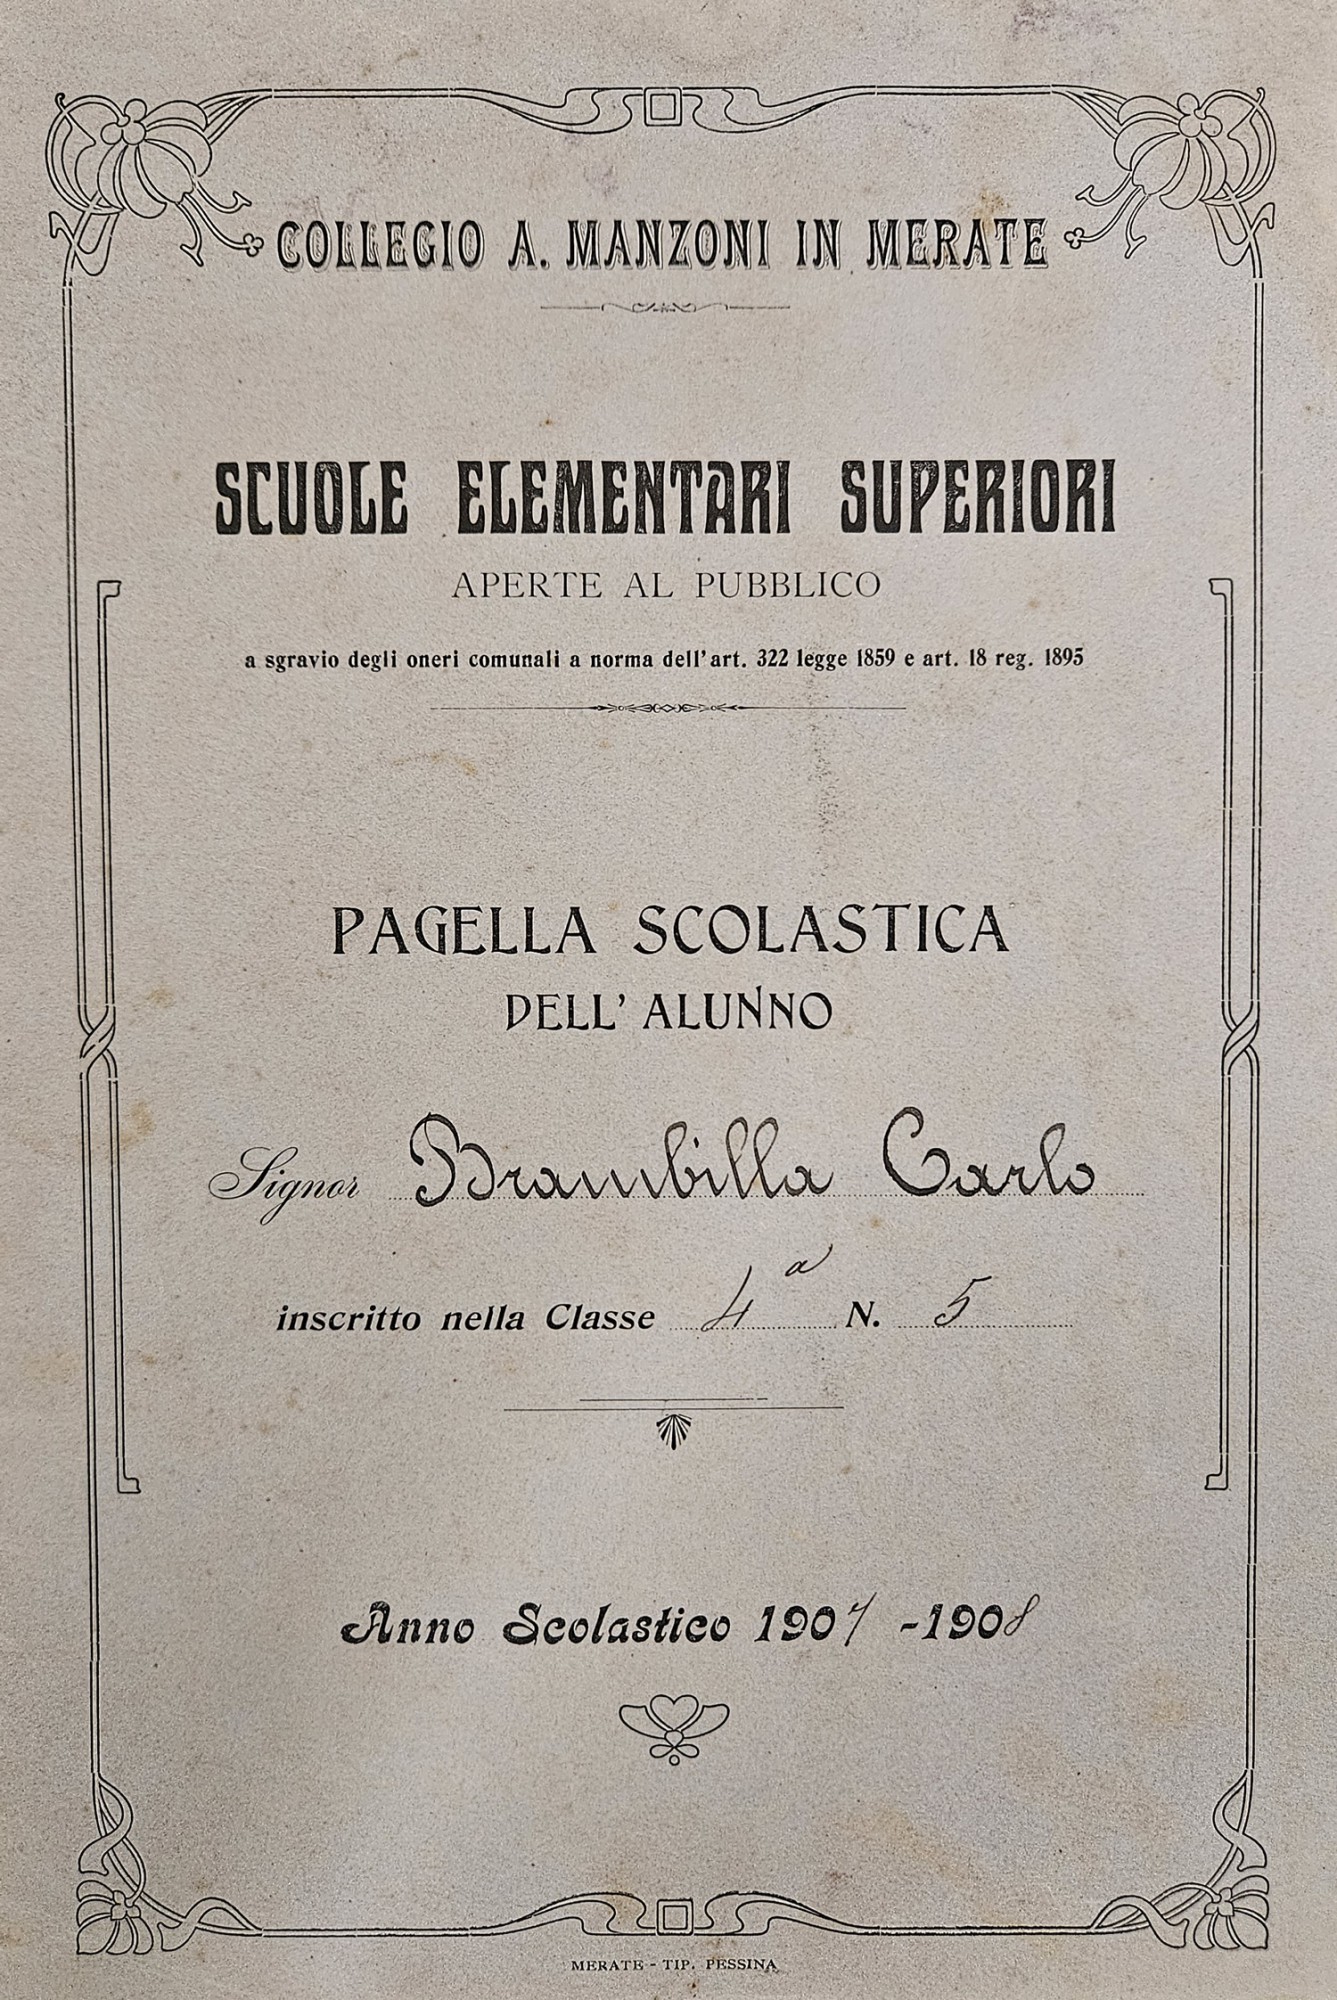 COLLEGIO A. MANZONI IN MERATE
SCUOLE ELEMENTARI SUPERIORI
APERTE AL PUBBLICO
a sgravio degli oneri comunali a norma dell'art. 322 legge 1859 e art. 18 reg. 1895
PAGELLA SCOLASTICA
DELL' ALUNNO
Signor Brambilla Carlo
inscritto nella Classe 4a N. 5
Anno Scolastico 1907 - 1908
MERATE - TIP. PESSINA